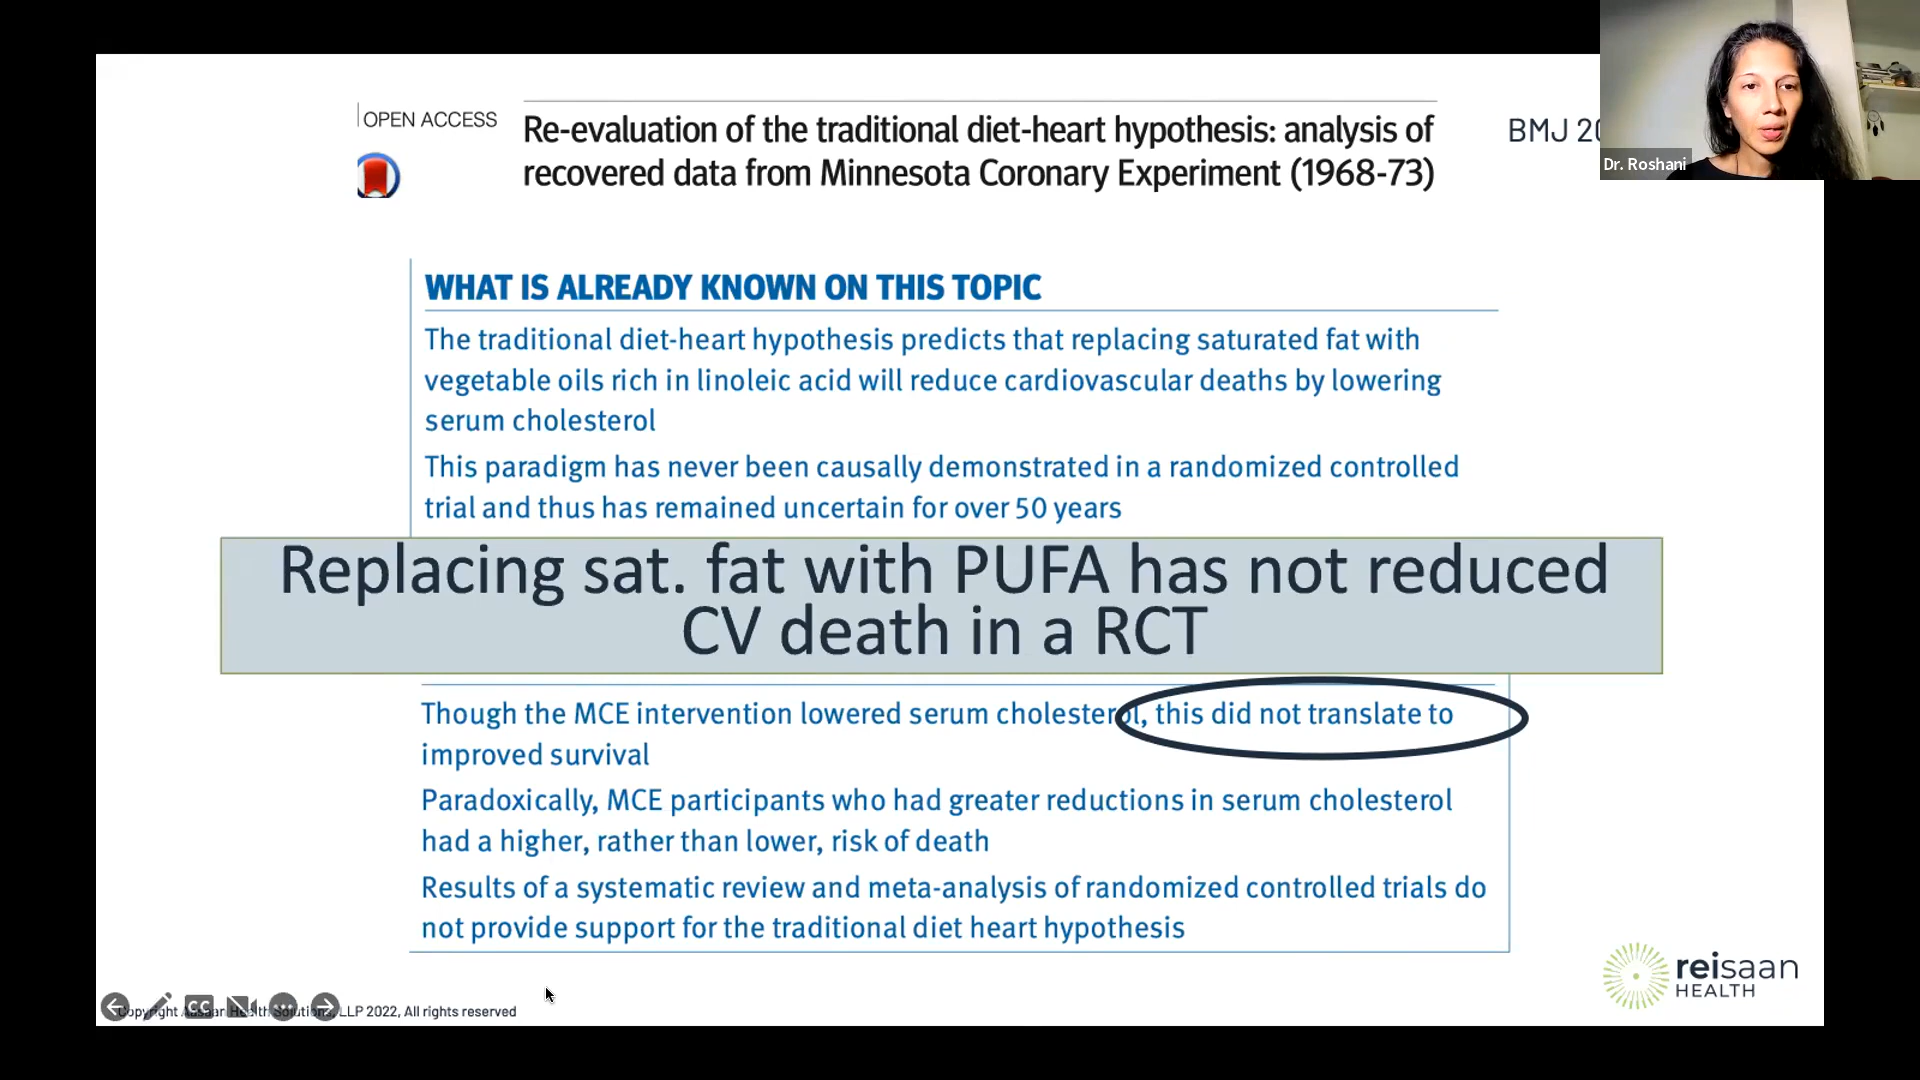 OPEN ACCESS
Re-evaluation of the traditional diet-heart hypothesis: analysis of
recovered data from Minnesota Coronary Experiment (1968-73)
BMJ
Dr. Roshani
WHAT IS ALREADY KNOWN ON THIS TOPIC
The traditional diet-heart hypothesis predicts that replacing saturated fat with
vegetable oils rich in linoleic acid will reduce cardiovascular deaths by lowering
serum cholesterol
This paradigm has never been causally demonstrated in a randomized controlled
trial and thus has remained uncertain for over 50 years
Replacing sat. fat with PUFA has not reduced
CV death in a RCT
Though the MCE intervention lowered serum cholesterol, this did not translate to
improved survival
Paradoxically, MCE participants who had greater reductions in serum cholesterol
had a higher, rather than lower, risk of death
Results of a systematic review and meta-analysis of randomized controlled trials do
not provide support for the traditional diet heart hypothesis
reisaan
HEALTH
CC
Copyright Health Solutions, LLP 2022, All rights reserved